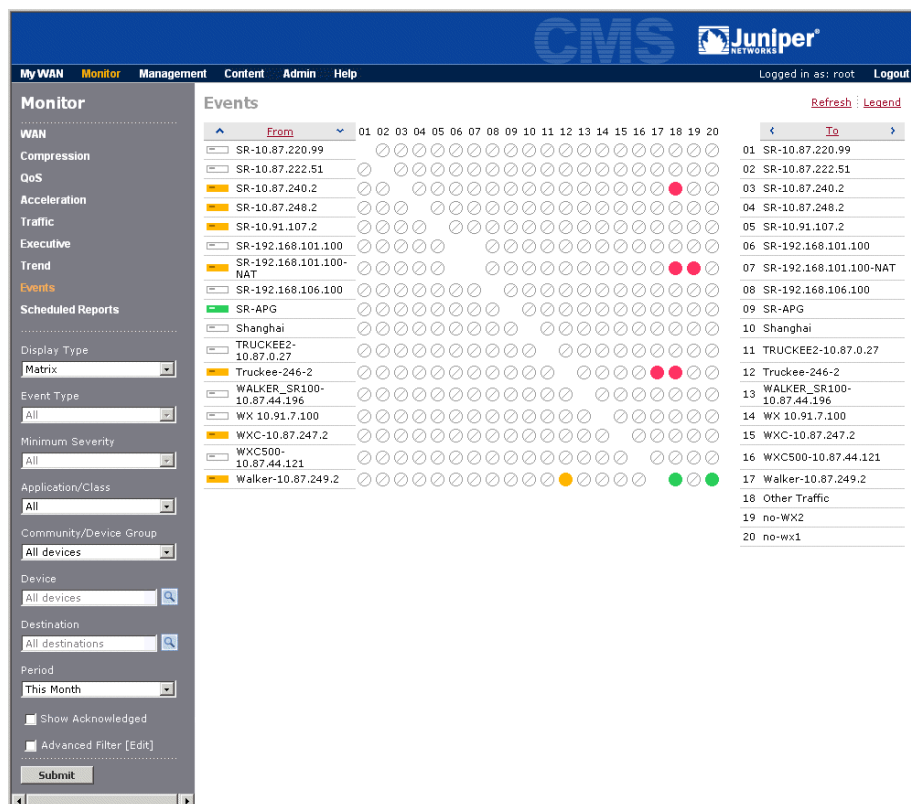 CMS
Juniper®
NETWORKS
My WAN Monitor Management Content Admin Help
Logged in as: root Logout
Monitor
WAN
Compression
QoS
Acceleration
Traffic
Executive
Trend
Events
Scheduled Reports
Display Type
Matrix
Event Type
All
Minimum Severity
All
Application/Class
All
Community/Device Group
All devices
Device
All devices
Destination
All destinations
Period
This Month
Show Acknowledged
Advanced Filter [Edit]
Submit
Events
Refresh Legend
From 01 02 03 04 05 06 07 08 09 10 11 12 13 14 15 16 17 18 19 20
SR-10.87.220.99
SR-10.87.222.51
SR-10.87.240.2
SR-10.87.248.2
SR-10.91.107.2
SR-192.168.101.100
SR-192.168.101.100-
NAT
SR-192.168.106.100
SR-APG
Shanghai
TRUCKEE2-
10.87.0.27
Truckee-246-2
WALKER_SR100-
10.87.44.196
WX 10.91.7.100
WXC-10.87.247.2
WXC500-
10.87.44.121
Walker-10.87.249.2
To
01 SR-10.87.220.99
02 SR-10.87.222.51
03 SR-10.87.240.2
04 SR-10.87.248.2
05 SR-10.91.107.2
06 SR-192.168.101.100
07 SR-192.168.101.100-NAT
08 SR-192.168.106.100
09 SR-APG
10 Shanghai
11 TRUCKEE2-10.87.0.27
12 Truckee-246-2
13 WALKER_SR100-
10.87.44.196
14 WX 10.91.7.100
15 WXC-10.87.247.2
16 WXC500-10.87.44.121
17 Walker-10.87.249.2
18 Other Traffic
19 no-WX2
20 no-wx1